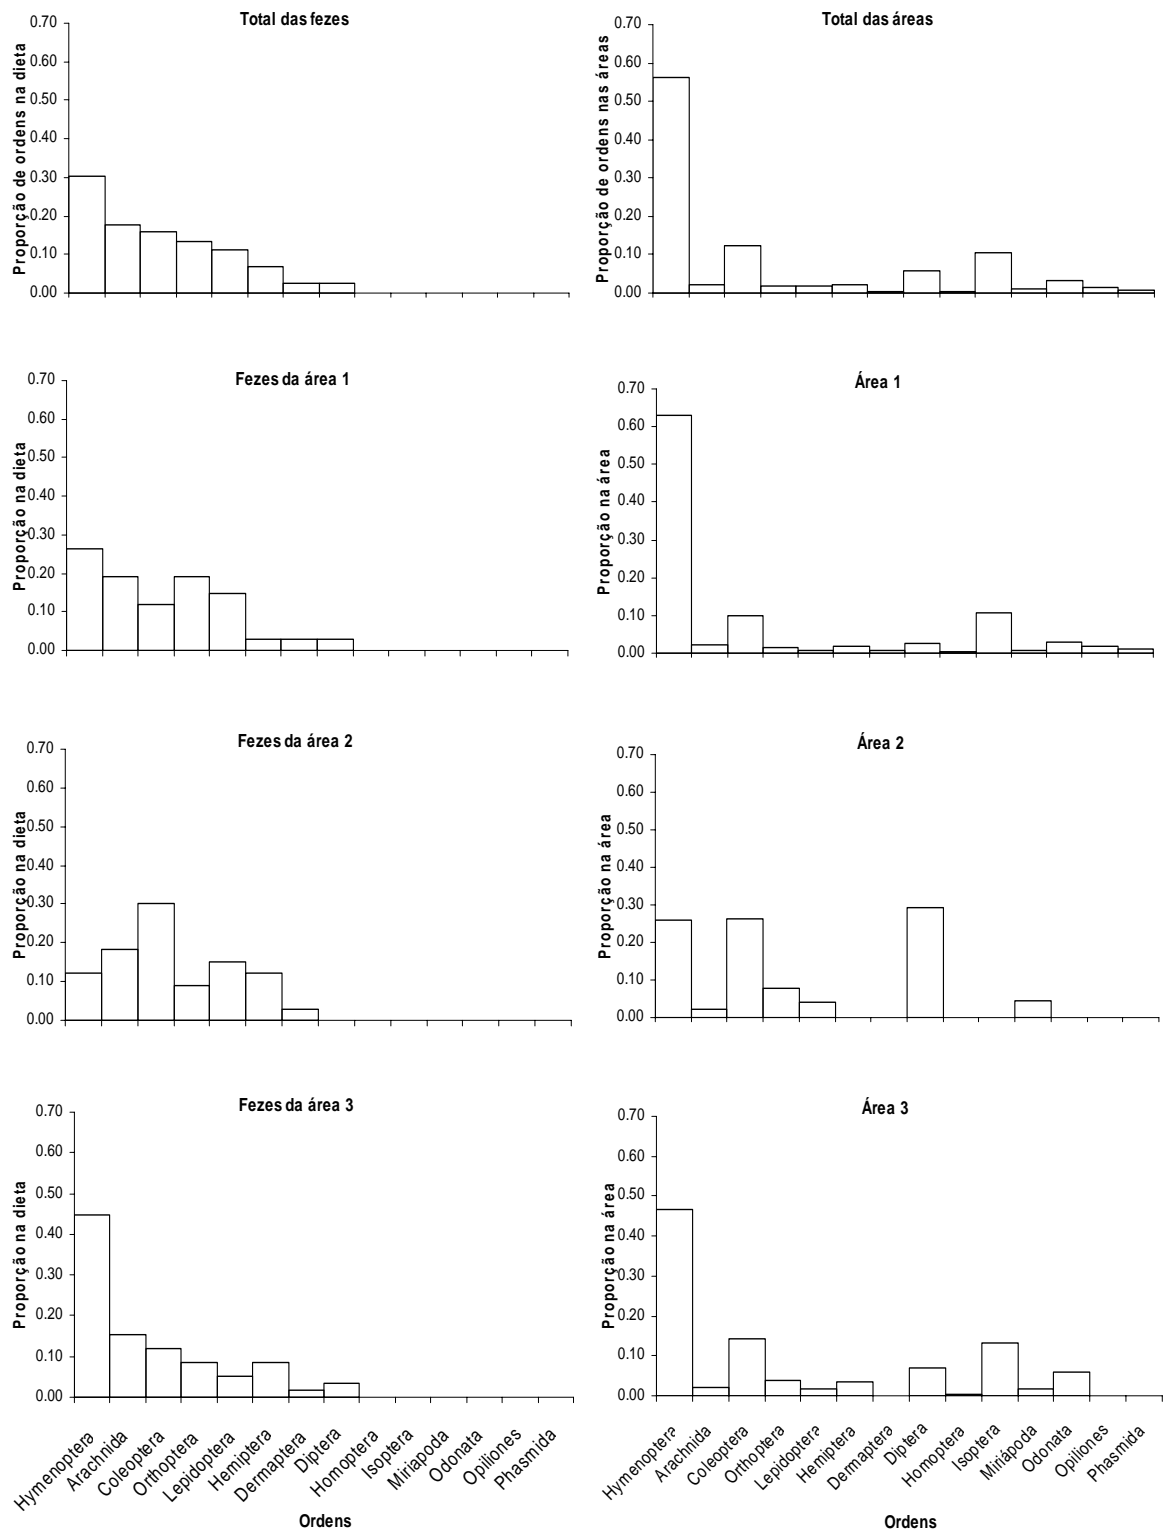 Total das fezes
Proporção de ordens na dieta
0.70
0.60
0.50
0.40
0.30
0.20
0.10
0.00
Total das áreas
Proporção de ordens nas áreas
0.70
0.60
0.50
0.40
0.30
0.20
0.10
0.00
Fezes da área 1
Proporção na dieta
0.70
0.60
0.50
0.40
0.30
0.20
0.10
0.00
Área 1
Proporção na área
0.70
0.60
0.50
0.40
0.30
0.20
0.10
0.00
Fezes da área 2
Proporção na dieta
0.70
0.60
0.50
0.40
0.30
0.20
0.10
0.00
Área 2
Proporção na área
0.70
0.60
0.50
0.40
0.30
0.20
0.10
0.00
Fezes da área 3
Proporção na dieta
0.70
0.60
0.50
0.40
0.30
0.20
0.10
0.00
Hymenoptera
Arachnida
Coleoptera
Orthoptera
Lepidoptera
Hemiptera
Dermaptera
Diptera
Homoptera
Isoptera
Miriapoda
Odonata
Opiliones
Phasmida
Ordens
Área 3
Proporção na área
0.70
0.60
0.50
0.40
0.30
0.20
0.10
0.00
Hymenoptera
Arachnida
Coleoptera
Orthoptera
Lepidoptera
Hemiptera
Dermaptera
Diptera
Homoptera
Isoptera
Miriápoda
Odonata
Opiliones
Phasmida
Ordens